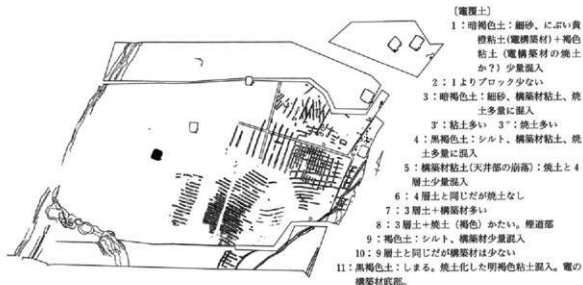 〔竈覆土〕
1：暗褐色土：細砂、にぶい黄
橙粘土（竈構築材）＋褐色
粘土（竈構築材の焼土
か？）少量混入
2：1よりブロック少ない
3：暗褐色土：細砂、構築材粘土、焼
土多量に混入
3′：粘土多い　3″：焼土多い
4：黒褐色土：シルト、構築材粘土、焼
土多量に混入
5：構築材粘土（天井部の崩落）：焼土と4
層土少量混入
6：4層土と同じだが焼土なし
7：3層土＋構築材多い
8：3層土＋焼土（褐色）かたい。煙道部
9：褐色土：シルト、構築材少量混入
10：9層土と同じだが構築材は少ない
11：黒褐色土：しまる。焼土化した明褐色粘土混入。竈の
構築材底部。